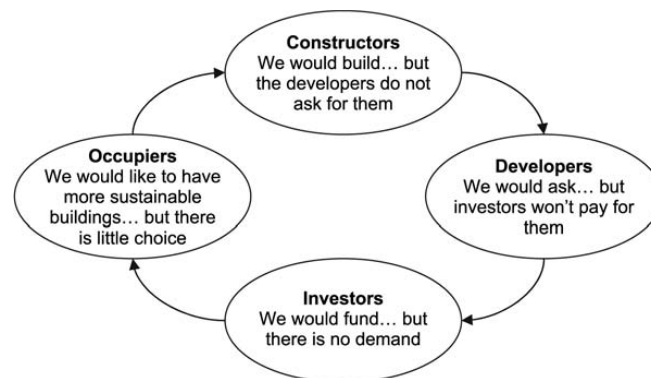 Constructors
We would build… but
the developers do not
ask for them
Occupiers
We would like to have
more sustainable
buildings… but there
is little choice
Developers
We would ask… but
investors won’t pay for
them
Investors
We would fund… but
there is no demand